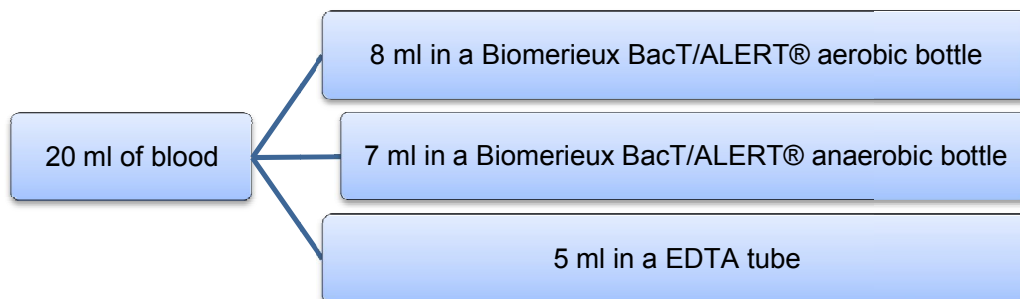 8 ml in a Biomerieux BacT/ALERT® aerobic bottle
20 ml of blood
7 ml in a Biomerieux BacT/ALERT® anaerobic bottle
5 ml in a EDTA tube